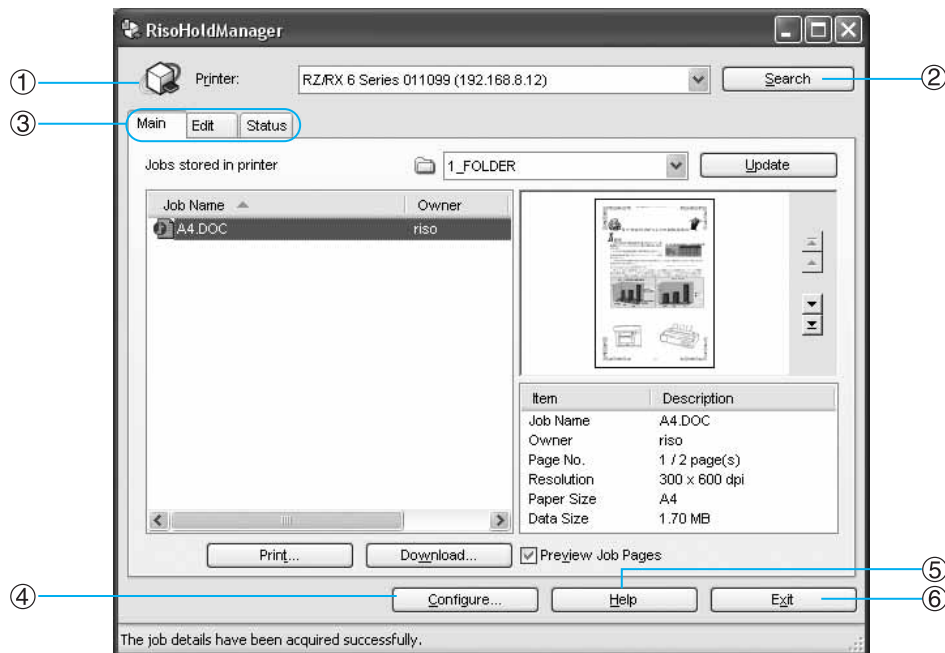 RisoHoldManager
① Printer: RZ/RX 6 Series 011099 (192.168.8.12) Search ②
③ Main Edit Status
Jobs stored in printer 1_FOLDER Update
Job Name Owner
A4.DOC riso
Item Description
Job Name A4.DOC
Owner riso
Page No. 1 / 2 page(s)
Resolution 300 x 600 dpi
Paper Size A4
Data Size 1.70 MB
Print... Download... Preview Job Pages
⑤
④ Configure... Help Exit ⑥
The job details have been acquired successfully.